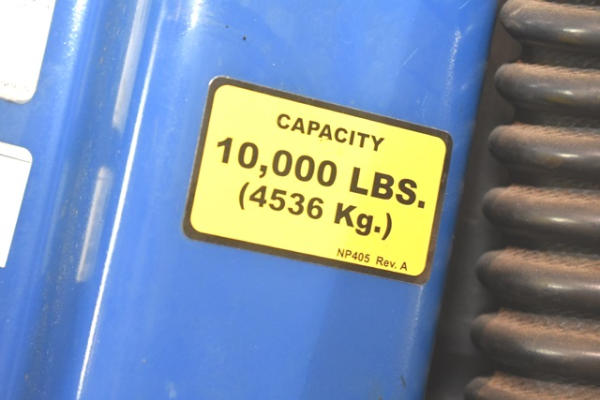 CAPACITY
10,000 LBS.
(4536 Kg.)
NP405 Rev. A